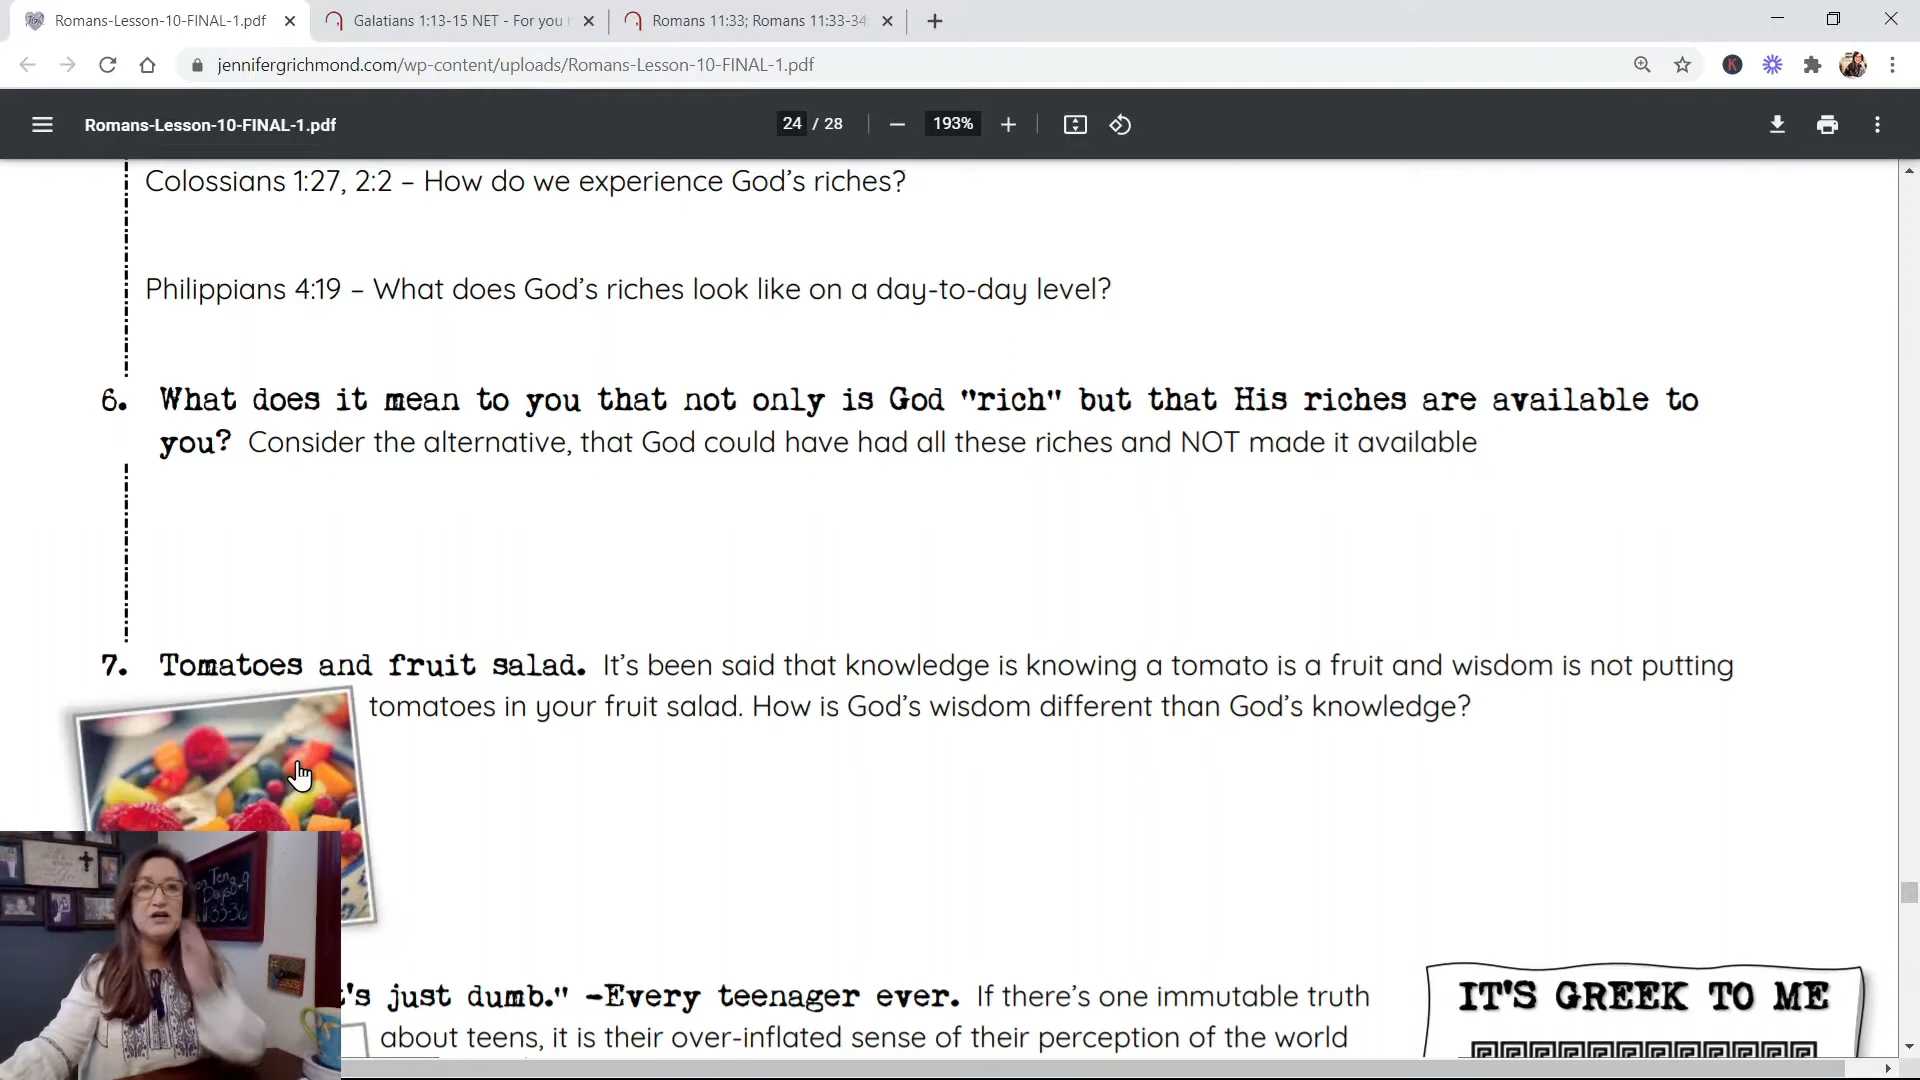 Romans-Lesson-10-FINAL-1.pdf
Galatians 1:13-15 NET - For you
Romans 11:33; Romans 11:33-34;
jennifergrichmond.com/wp-content/uploads/Romans-Lesson-10-FINAL-1.pdf
Romans-Lesson-10-FINAL-1.pdf
24 / 28
193%
Colossians 1:27, 2:2 – How do we experience God's riches?
Philippians 4:19 – What does God's riches look like on a day-to-day level?
6. What does it mean to you that not only is God "rich" but that His riches are available to
you? Consider the alternative, that God could have had all these riches and NOT made it available
7. Tomatoes and fruit salad. It's been said that knowledge is knowing a tomato is a fruit and wisdom is not putting
tomatoes in your fruit salad. How is God's wisdom different than God's knowledge?
Ten
Days 8+9
11:33-36
's just dumb." -Every teenager ever. If there's one immutable truth
about teens, it is their over-inflated sense of their perception of the world
IT'S GREEK TO ME